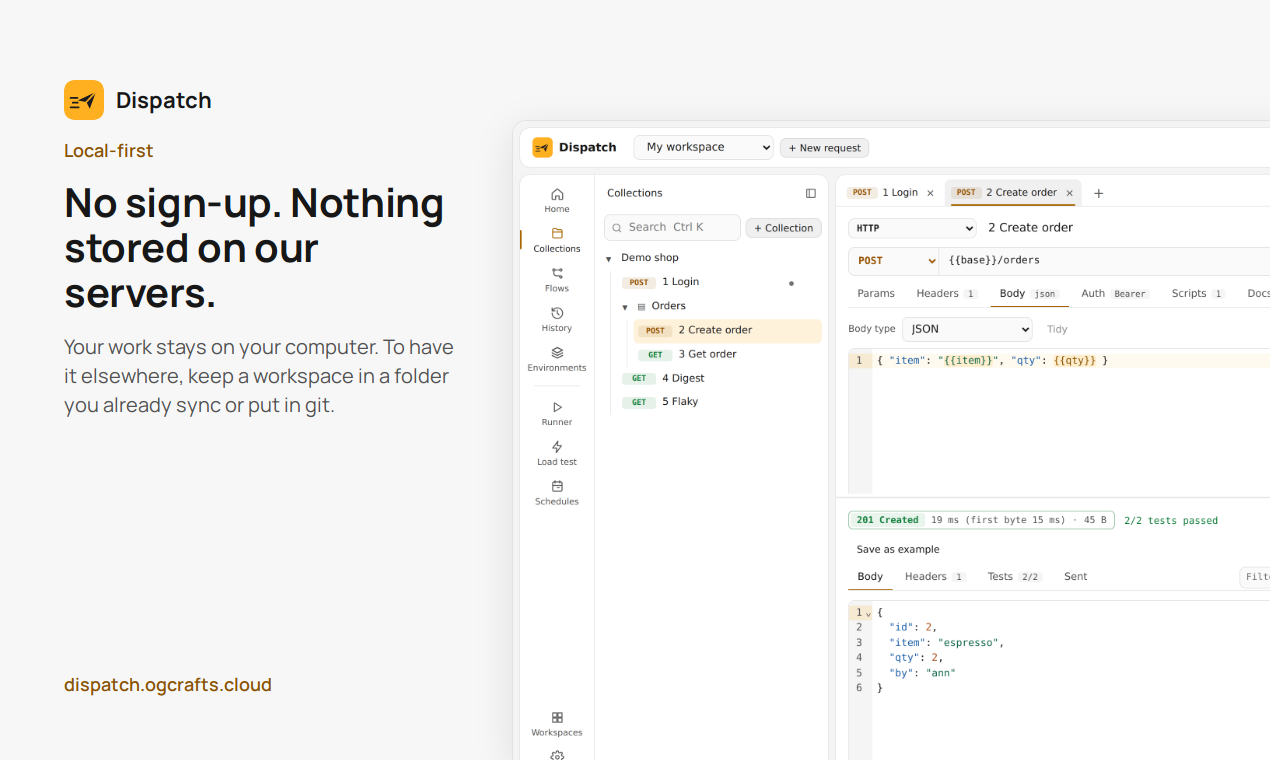 Dispatch
Local-first
No sign-up. Nothing
stored on our
servers.
Your work stays on your computer. To have
it elsewhere, keep a workspace in a folder
you already sync or put in git.
dispatch.ogcrafts.cloud
Dispatch
My workspace
+ New request
Home
Collections
Flows
History
Environments
Runner
Load test
Schedules
Workspaces
Collections
Search Ctrl K
+ Collection
Demo shop
POST 1 Login
Orders
POST 2 Create order
GET 3 Get order
GET 4 Digest
GET 5 Flaky
POST 1 Login × POST 2 Create order × +
HTTP 2 Create order
POST {{base}}/orders
Params Headers 1 Body json Auth Bearer Scripts 1 Docs
Body type JSON Tidy
1 { "item": "{{item}}", "qty": {{qty}} }
201 Created 19 ms (first byte 15 ms) · 45 B 2/2 tests passed
Save as example
Body Headers 1 Tests 2/2 Sent
1 {
2 "id": 2,
3 "item": "espresso",
4 "qty": 2,
5 "by": "ann"
6 }